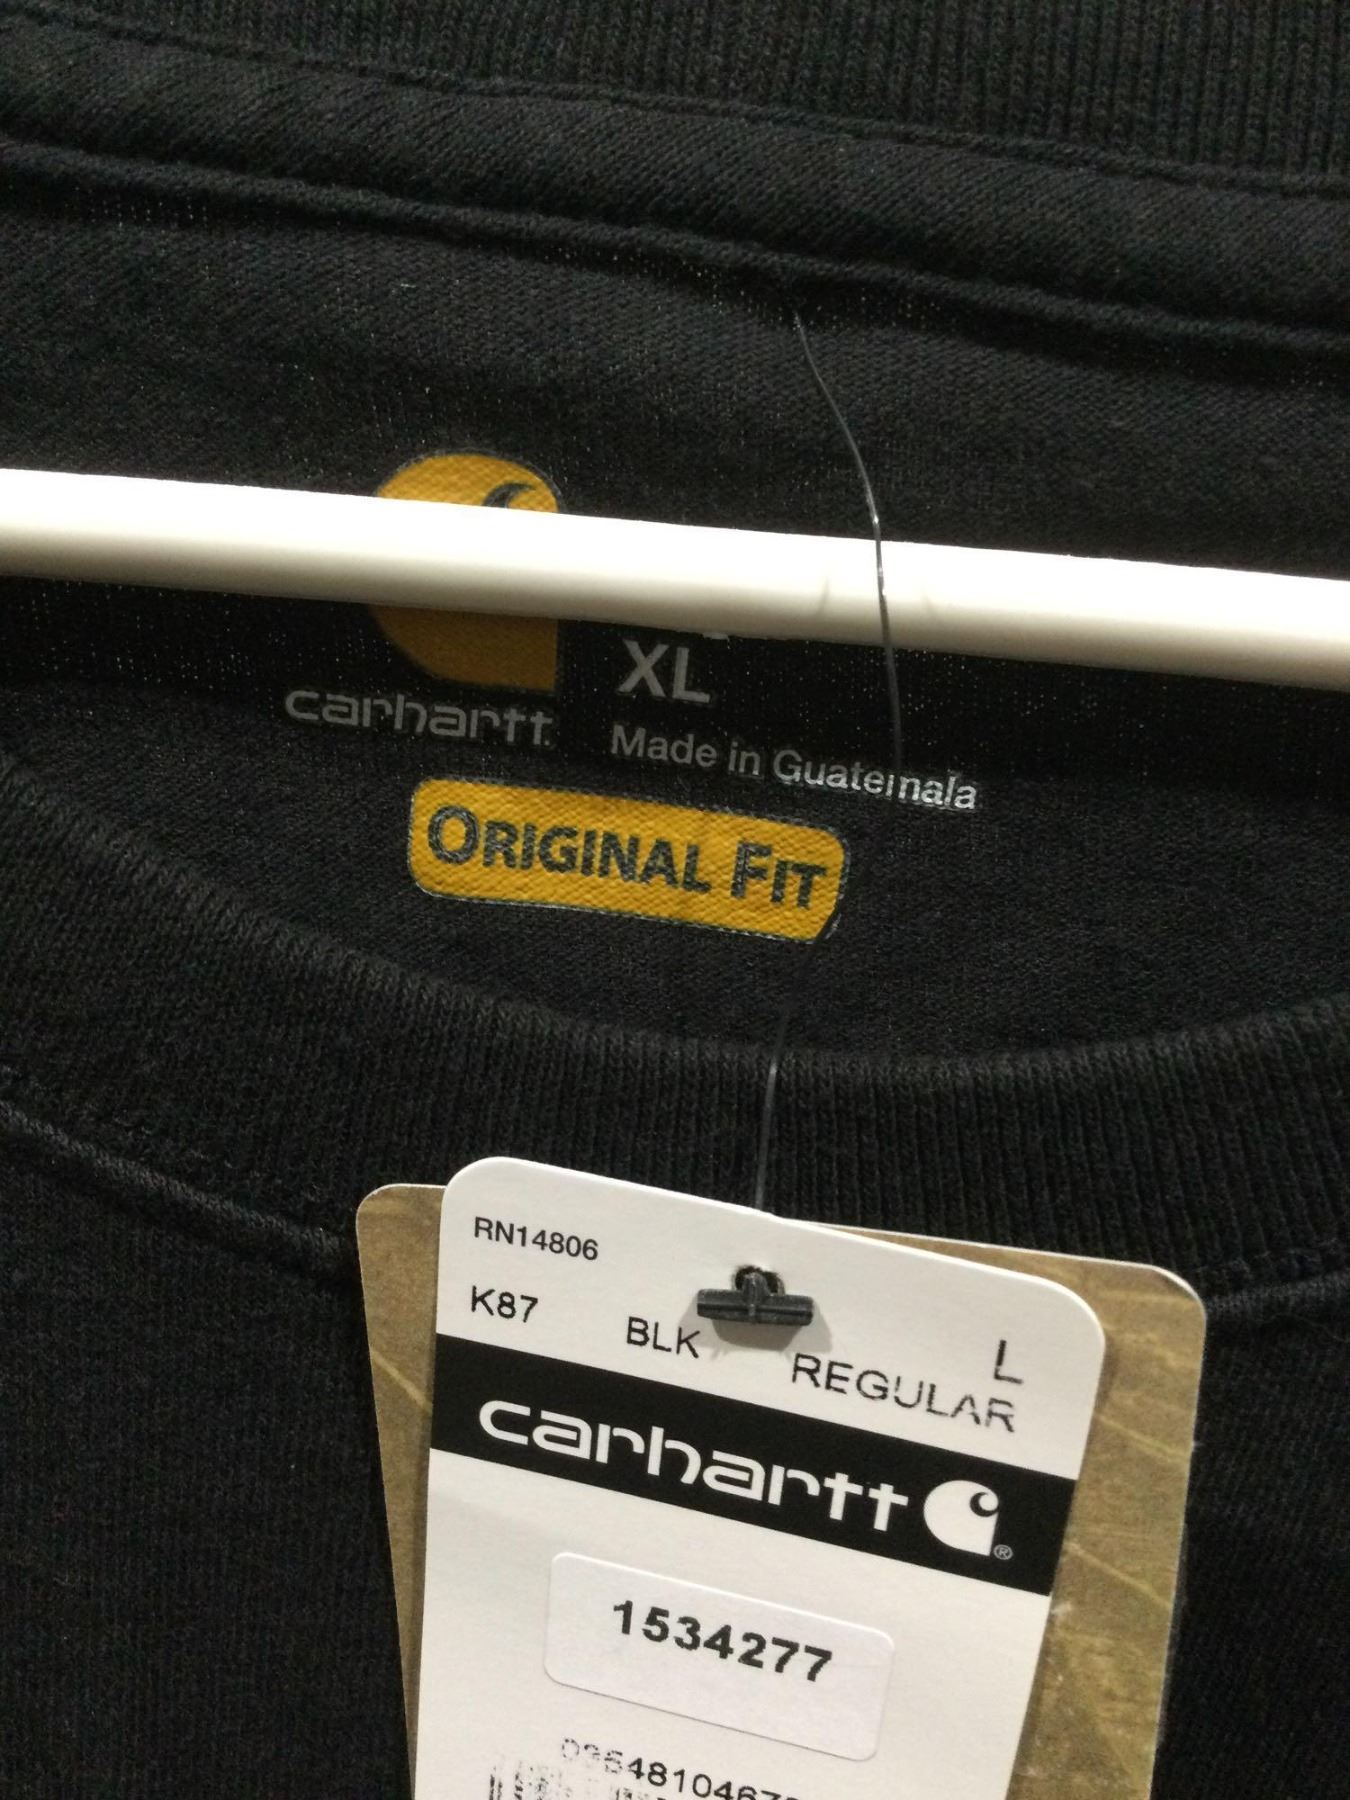 XL
carhartt
Made in Guatemala
ORIGINAL FIT
RN14806
K87 BLK REGULAR L
carhartt ®
1534277